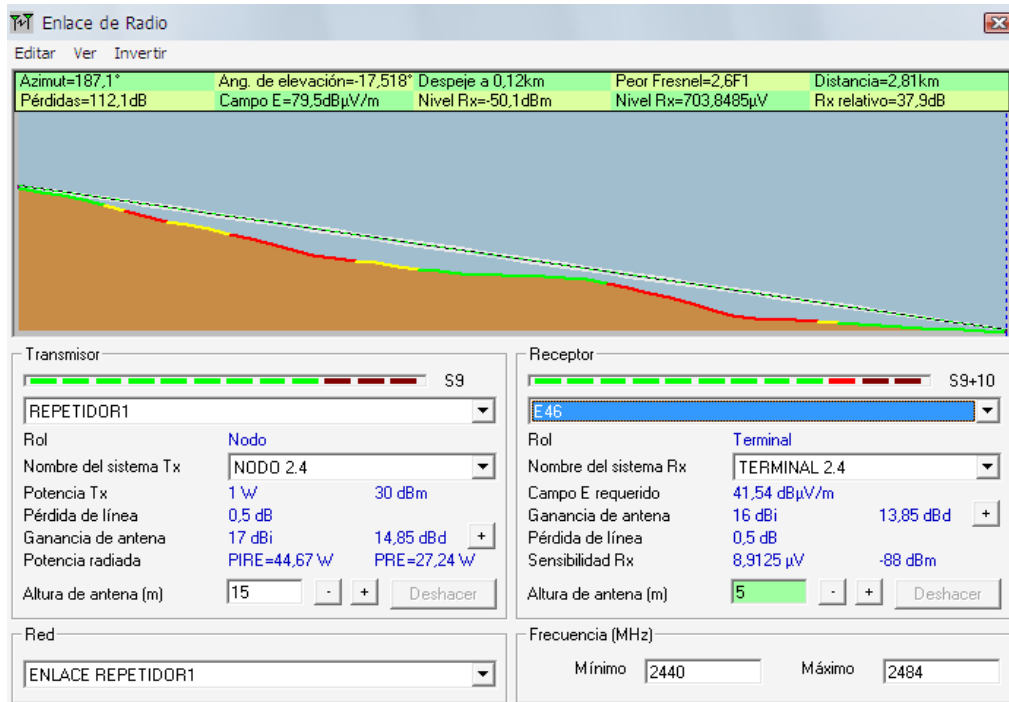 Enlace de Radio
Editar Ver Invertir
Azimut=187,1° Ang. de elevación=-17,518° Despeje a 0,12km Peor Fresnel=2,6F1 Distancia=2,81km
Pérdidas=112,1dB Campo E=79,5dBμV/m Nivel Rx=-50,1dBm Nivel Rx=703,8485μV Rx relativo=37,9dB
Transmisor
S9
REPETIDOR1
Rol Nodo
Nombre del sistema Tx NODO 2.4
Potencia Tx 1 W 30 dBm
Pérdida de línea 0,5 dB
Ganancia de antena 17 dBi 14,85 dBd +
Potencia radiada PIRE=44,67 W PRE=27,24 W
Altura de antena (m) 15 - + Deshacer
Red
ENLACE REPETIDOR1
Receptor
S9+10
E46
Rol Terminal
Nombre del sistema Rx TERMINAL 2.4
Campo E requerido 41,54 dBμV/m
Ganancia de antena 16 dBi 13,85 dBd +
Pérdida de línea 0,5 dB
Sensibilidad Rx 8,9125 μV -88 dBm
Altura de antena (m) 5 - + Deshacer
Frecuencia (MHz)
Mínimo 2440 Máximo 2484